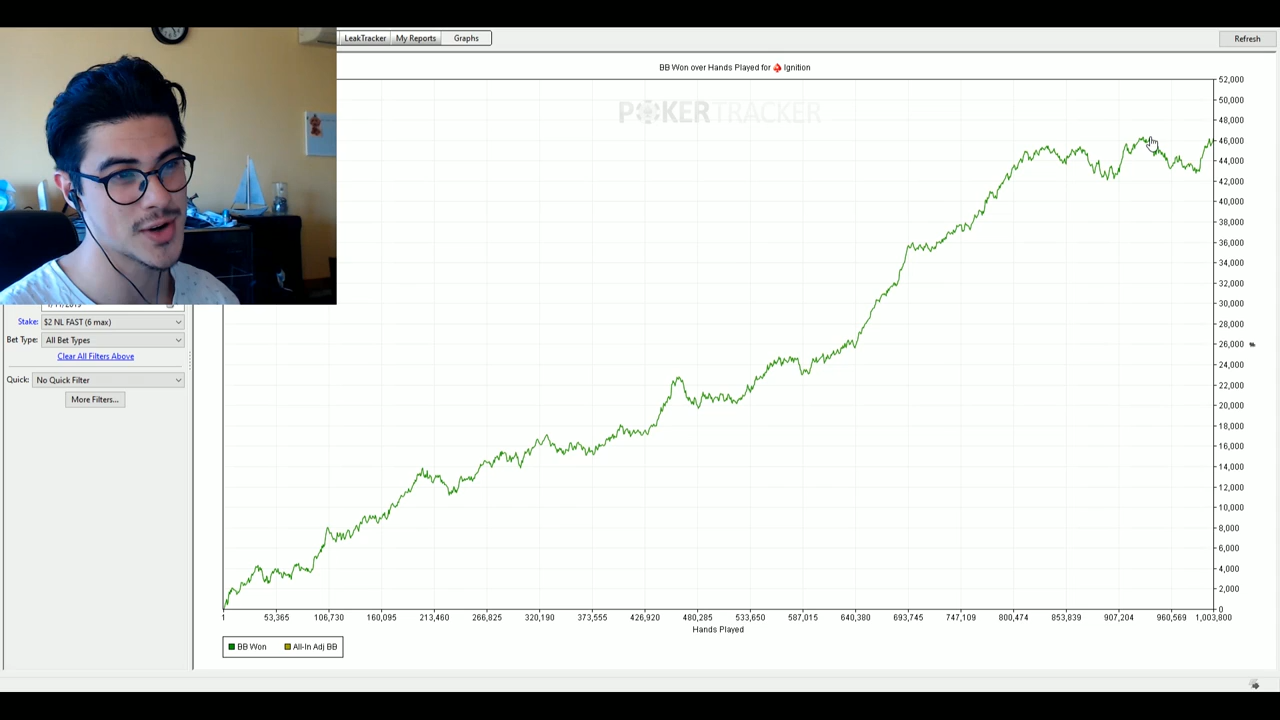 LeakTracker My Reports Graphs Refresh
BB Won over Hands Played for Ignition
POKERTRACKER
52,000
50,000
48,000
46,000
44,000
42,000
40,000
38,000
36,000
34,000
32,000
30,000
28,000
26,000
24,000
22,000
20,000
18,000
16,000
14,000
12,000
10,000
8,000
6,000
4,000
2,000
0
Stake: $2 NL FAST (6 max)
Bet Type: All Bet Types
Clear All Filters Above
Quick: No Quick Filter
More Filters...
1 53,365 106,730 160,095 213,460 266,825 320,190 373,555 426,920 480,285 533,650 587,015 640,380 693,745 747,109 800,474 853,839 907,204 960,569 1,003,800
Hands Played
BB Won All-In Adj BB